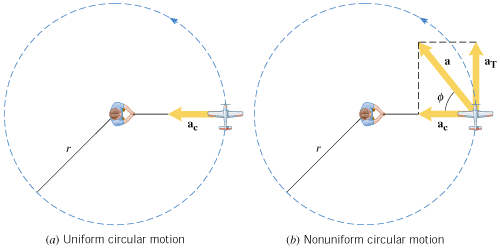 r
a_c
(a) Uniform circular motion
a
a_T
ϕ
a_c
r
(b) Nonuniform circular motion